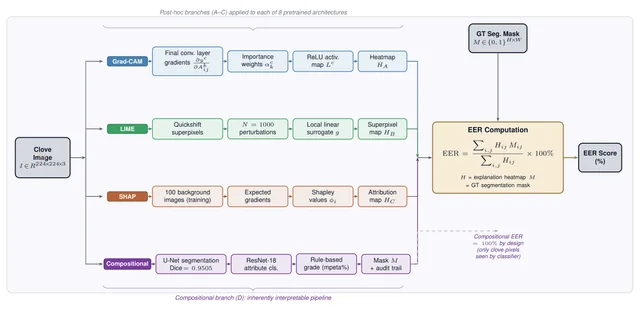 Post-hoc branches (A–C) applied to each of 8 pretrained architectures
GT Seg. Mask
M ∈ {0, 1}^{H×W}
Grad-CAM
Final conv. layer
gradients ∂y^c / ∂A^k_{ij}
Importance
weights α^c_k
ReLU activ.
map L^c
Heatmap
H_A
LIME
Quickshift
superpixels
N = 1000
perturbations
Local linear
surrogate g
Superpixel
map H_B
Clove
Image
I ∈ R^{224×224×3}
EER Computation
EER = ∑_{i,j} H_{ij} M_{ij} / ∑_{i,j} H_{ij} × 100%
H = explanation heatmap M
= GT segmentation mask
EER Score
(%)
SHAP
100 background
images (training)
Expected
gradients
Shapley
values ϕ_i
Attribution
map H_C
Compositional EER
= 100% by design
(only clove pixels
seen by classifier)
Compositional
U-Net segmentation
Dice = 0.9505
ResNet-18
attribute cls.
Rule-based
grade (mpeta%)
Mask M
+ audit trail
Compositional branch (D): inherently interpretable pipeline